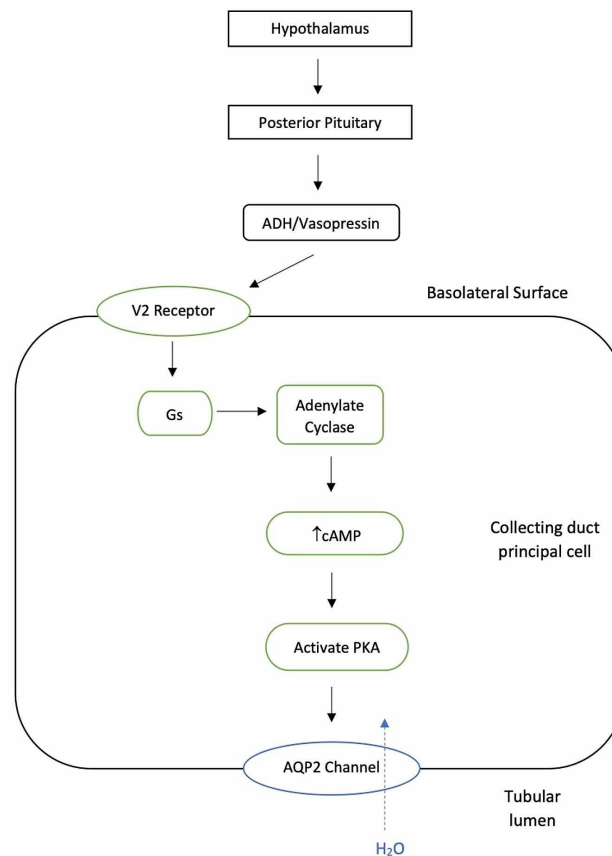 Hypothalamus
Posterior Pituitary
ADH/Vasopressin
Basolateral Surface
V2 Receptor
Gs
Adenylate
Cyclase
↑cAMP
Collecting duct
principal cell
Activate PKA
AQP2 Channel
Tubular
lumen
H₂O